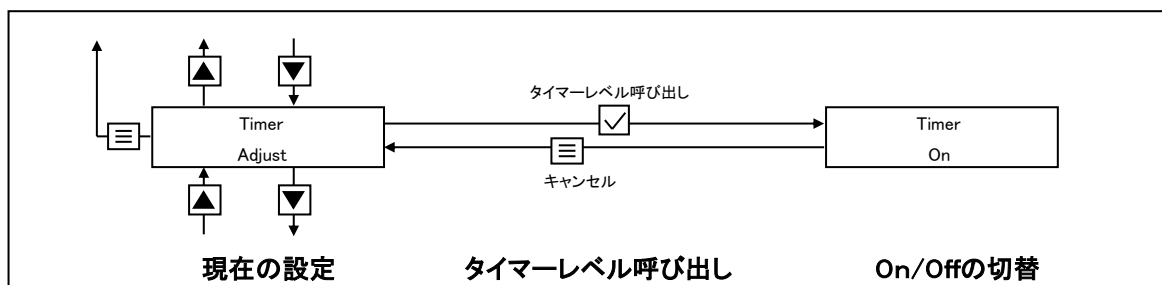 タイマーレベル呼び出し
Timer
Adjust
Timer
On
キャンセル
現在の設定
タイマーレベル呼び出し
On/Offの切替